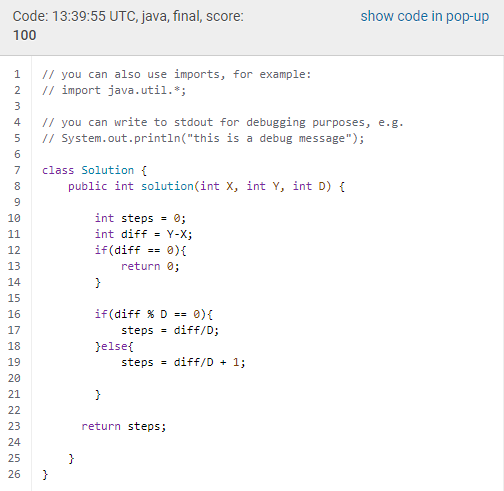 Code: 13:39:55 UTC, java, final, score: show code in pop-up
100
1 // you can also use imports, for example:
2 // import java.util.*;
3
4 // you can write to stdout for debugging purposes, e.g.
5 // System.out.println("this is a debug message");
6
7 class Solution {
8     public int solution(int X, int Y, int D) {
9
10         int steps = 0;
11         int diff = Y-X;
12         if(diff == 0){
13             return 0;
14         }
15
16         if(diff % D == 0){
17             steps = diff/D;
18         }else{
19             steps = diff/D + 1;
20
21         }
22
23       return steps;
24
25     }
26 }